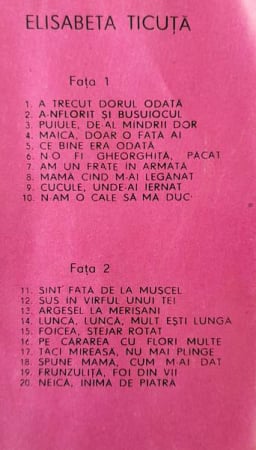 ELISABETA TICUȚĂ
Fața 1
1. A TRECUT DORUL ODATĂ
2. A-NFLORIT ȘI BUSUIOCUL
3. PUIULE, DE-AL MINDRII DOR
4. MAICĂ, DOAR O FATĂ AI
5. CE BINE ERA ODATĂ
6. N-O FI GHEORGHIȚĂ, PĂCAT
7. AM UN FRATE ÎN ARMATĂ
8. MAMĂ CÎND M-AI LEGĂNAT
9. CUCULE, UNDE-AI IERNAT
10. N-AM O CALE SĂ MĂ DUC
Fața 2
11. SINT FATĂ DE LA MUSCEL
12. SUS ÎN VÎRFUL UNUI TEI
13. ARGEȘEL LA MERIȘANI
14. LUNCĂ, LUNCĂ, MULT EȘTI LUNGĂ
15. FOICEA, STEJAR ROTAT
16. PE CĂRAREA CU FLORI MULTE
17. TACI MIREASĂ, NU MAI PLÎNGE
18. SPUNE MAMĂ, CUM M-AI DAT
19. FRUNZULIȚĂ, FOI DIN VII
20. NEICĂ, INIMĂ DE PIATRĂ